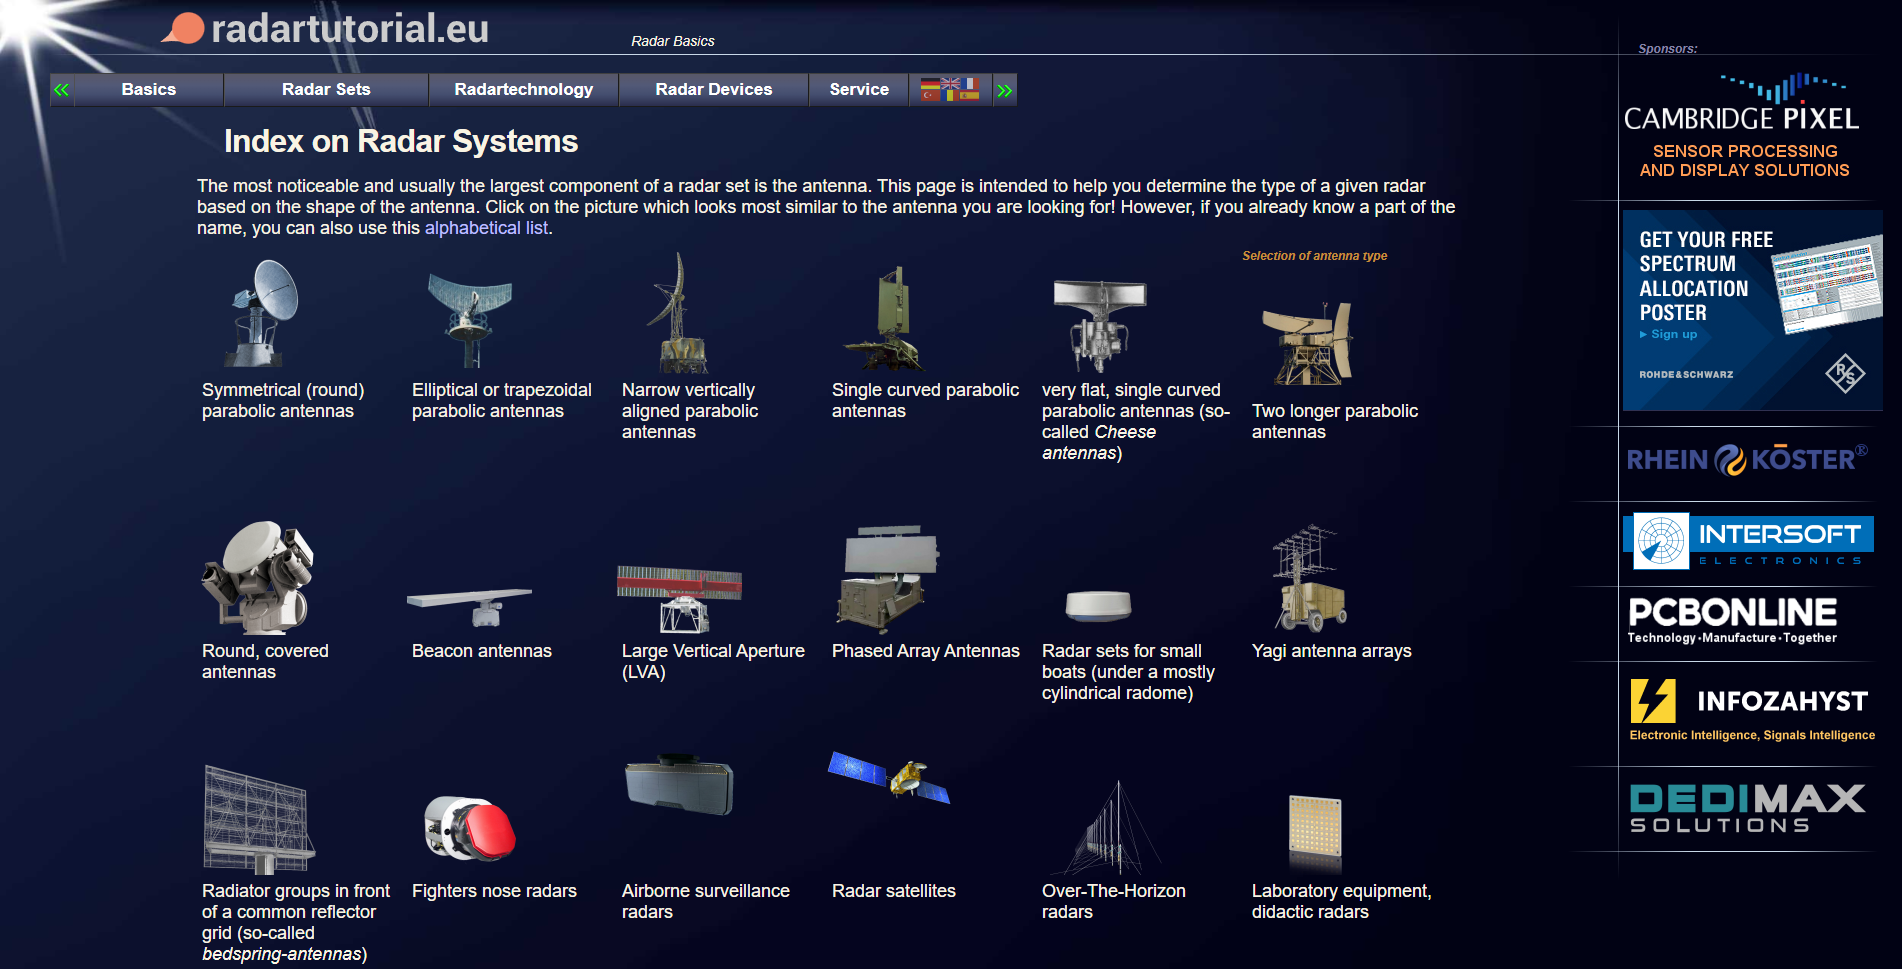 radartutorial.eu
Radar Basics
Basics
Radar Sets
Radartechnology
Radar Devices
Service
Index on Radar Systems
The most noticeable and usually the largest component of a radar set is the antenna. This page is intended to help you determine the type of a given radar
based on the shape of the antenna. Click on the picture which looks most similar to the antenna you are looking for! However, if you already know a part of the
name, you can also use this alphabetical list.
Selection of antenna type
Symmetrical (round)
parabolic antennas
Elliptical or trapezoidal
parabolic antennas
Narrow vertically
aligned parabolic
antennas
Single curved parabolic
antennas
very flat, single curved
parabolic antennas (so-
called Cheese
antennas)
Two longer parabolic
antennas
Round, covered
antennas
Beacon antennas
Large Vertical Aperture
(LVA)
Phased Array Antennas
Radar sets for small
boats (under a mostly
cylindrical radome)
Yagi antenna arrays
Radiator groups in front
of a common reflector
grid (so-called
bedspring-antennas)
Fighters nose radars
Airborne surveillance
radars
Radar satellites
Over-The-Horizon
radars
Laboratory equipment,
didactic radars
Sponsors:
CAMBRIDGE PIXEL
SENSOR PROCESSING
AND DISPLAY SOLUTIONS
GET YOUR FREE
SPECTRUM
ALLOCATION
POSTER
► Sign up
ROHDE&SCHWARZ
R/S
RHEIN KÖSTER®
INTERSOFT
ELECTRONICS
PCBONLINE
Technology•Manufacture•Together
INFOZAHYST
Electronic Intelligence, Signals Intelligence
DEDIMAX
SOLUTIONS